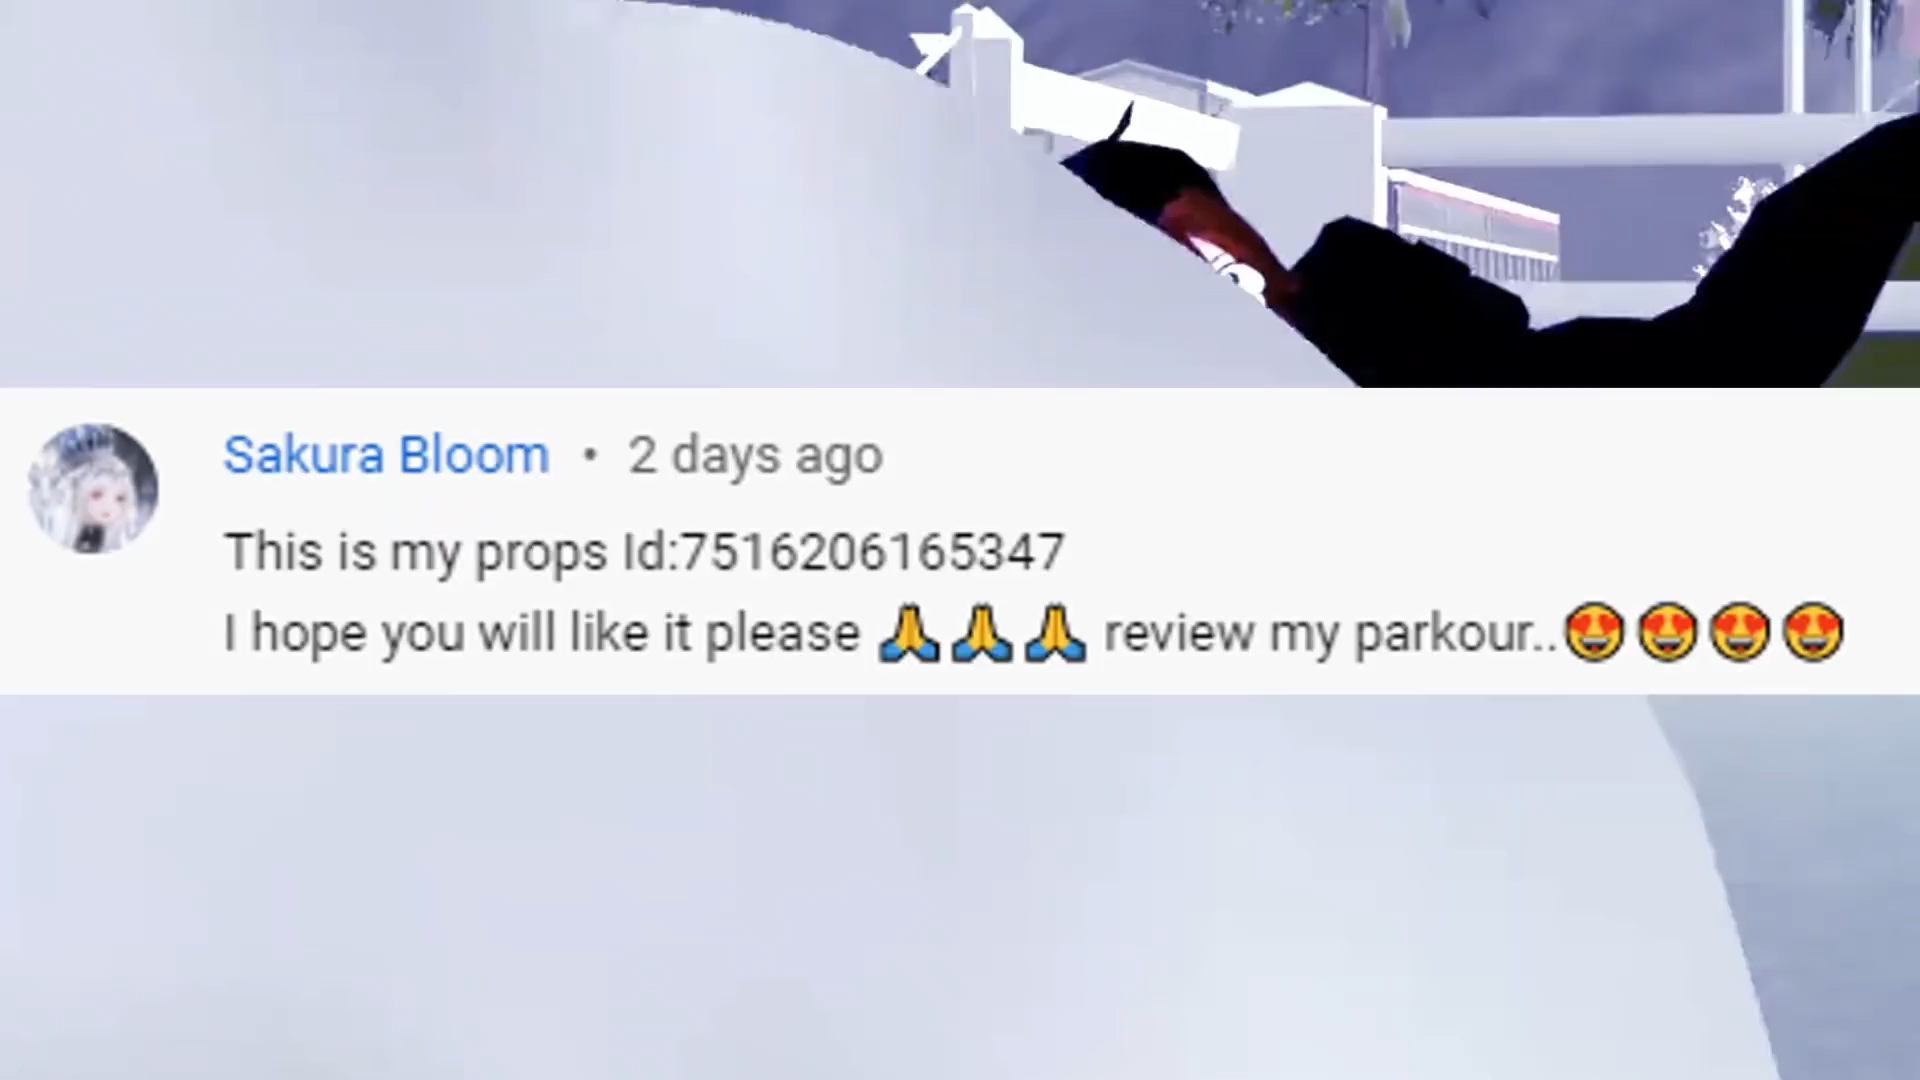 Sakura Bloom • 2 days ago
This is my props Id:7516206165347
I hope you will like it please 🙏🙏🙏 review my parkour..😍😍😍😍